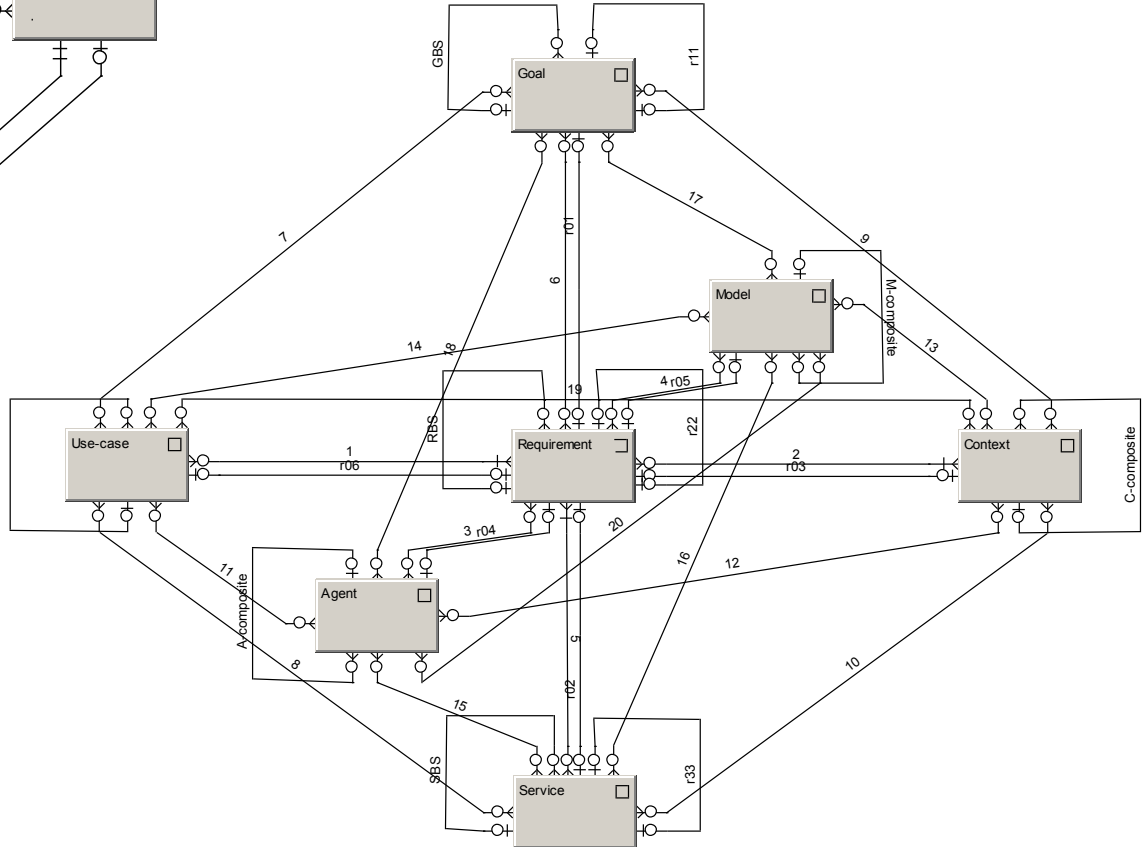 GBS
r11
Goal
7
r01
6
17
9
Model
M-composite
13
14
18
4 r05
19
RBS
r22
Use-case
Requirement
Context
1
r06
2
r03
C-composite
3 r04
20
16
12
11
Agent
A-composite
5
8
10
r02
15
SBS
r33
Service